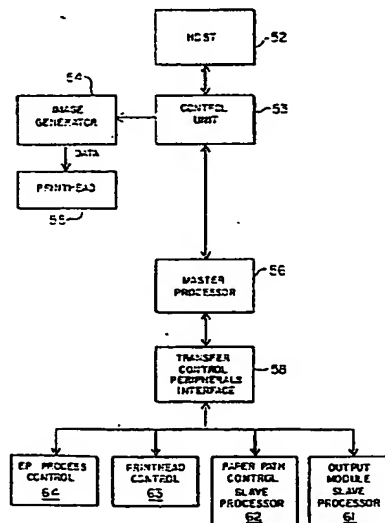 HOST
52
54
IMAGE
GENERATOR
CONTROL
UNIT
53
DATA
PRINTHEAD
55
MASTER
PROCESSOR
56
TRANSFER
CONTROL
PERIPHERALS
INTERFACE
58
EP PROCESS
CONTROL
64
PRINTHEAD
CONTROL
63
PAPER PATH
CONTROL
SLAVE
PROCESSOR
62
OUTPUT
MODULE
SLAVE
PROCESSOR
61